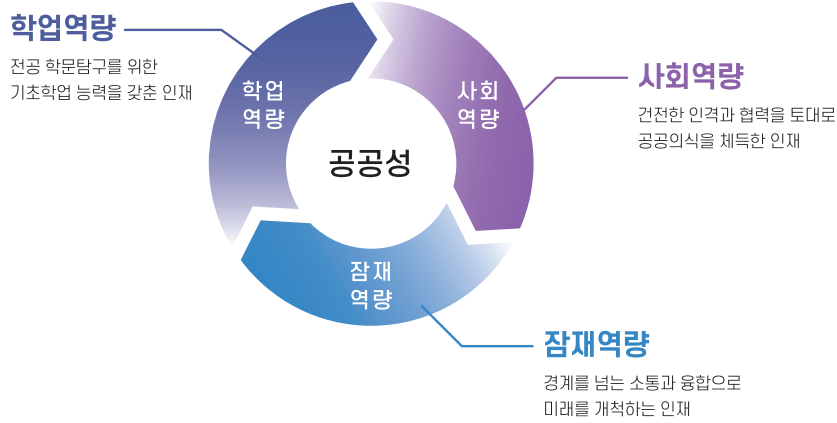 학업역량
전공 학문탐구를 위한
기초학업 능력을 갖춘 인재
사회역량
건전한 인격과 협력을 토대로
공공의식을 체득한 인재
학업
역량
사회
역량
공공성
잠재
역량
잠재역량
경계를 넘는 소통과 융합으로
미래를 개척하는 인재